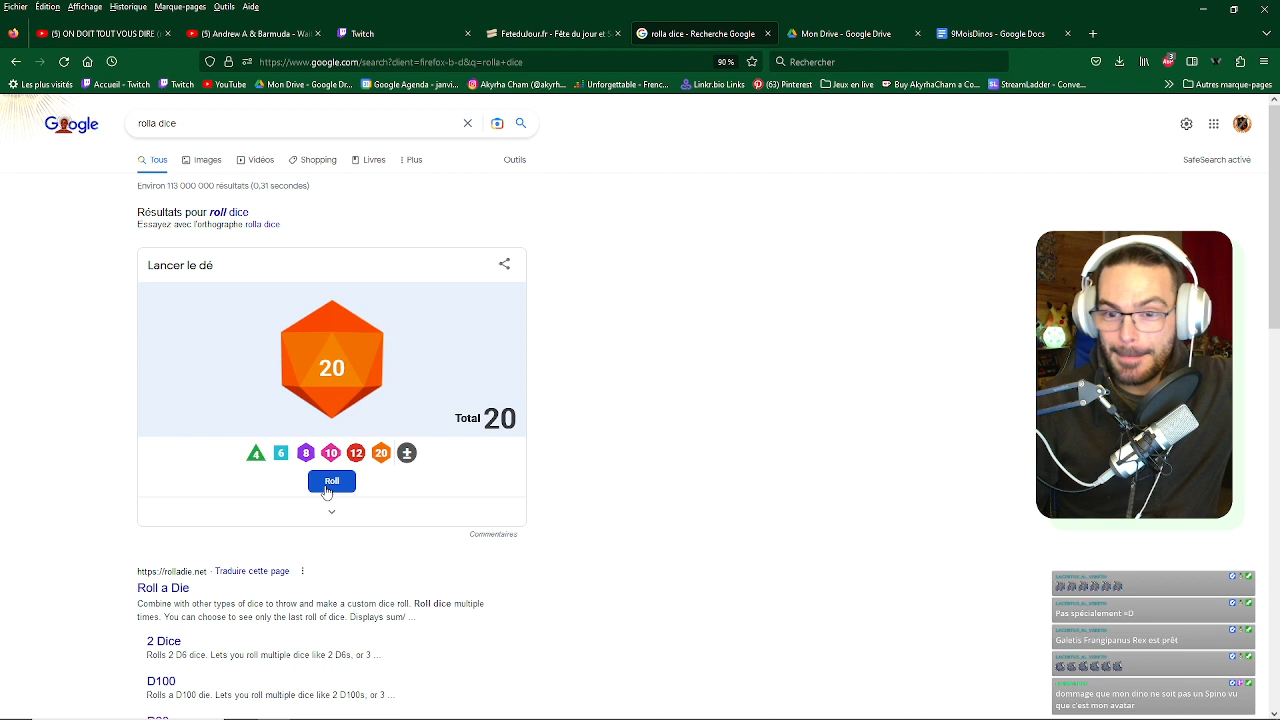 Fichier Édition Affichage Historique Marque-pages Outils Aide
(5) ON DOIT TOUT VOUS DIRE (
(5) Andrew& & Bermuda - Wai
Twitch
FeteduJour.fr - Fête du jour et S
rolla dice - Recherche Google
Mon Drive - Google Drive
9MoisDinos - Google Docs
https://www.google.com/search?client=firefox-b-d&q=rolla+dice
90 %
Rechercher
Les plus visités
Accueil - Twitch
Twitch
YouTube
Mon Drive - Google Dr...
Google Agenda - janvi...
Akyrha Cham (...
Unforgettable - Frenc...
Linkr.bio Links
(63) Pinterest
Jeux en live
Buy AkyrhaCham a Co...
StreamLadder - Conve...
Autres marque-pages
Google
rolla dice
Tous
Images
Vidéos
Shopping
Livres
Plus
Outils
SafeSearch activé
Environ 113 000 000 résultats (0,31 secondes)
Résultats pour roll dice
Essayez avec l'orthographe rolla dice
Lancer le dé
20
Total 20
4 6 8 10 12 20 ±
Roll
Commentaires
https://rolladie.net · Traduire cette page
Roll a Die
Combine with other types of dice to throw and make a custom dice roll. Roll dice multiple
times. You can choose to see only the last roll of dice. Deploy/unmount/ ...
2 Dice
Rolls 2 D6 dice. Lets you roll multiple dice like 2 D6s, or 3 ...
D100
Rolls a D100 die. Lets you roll multiple dice like 2 D100s, or 3 ...
Pas spécialement =D
Galetis Frangipanus Rex est prêt
dommage que mon dino ne soit pas un Spino vu
que c'est mon avatar